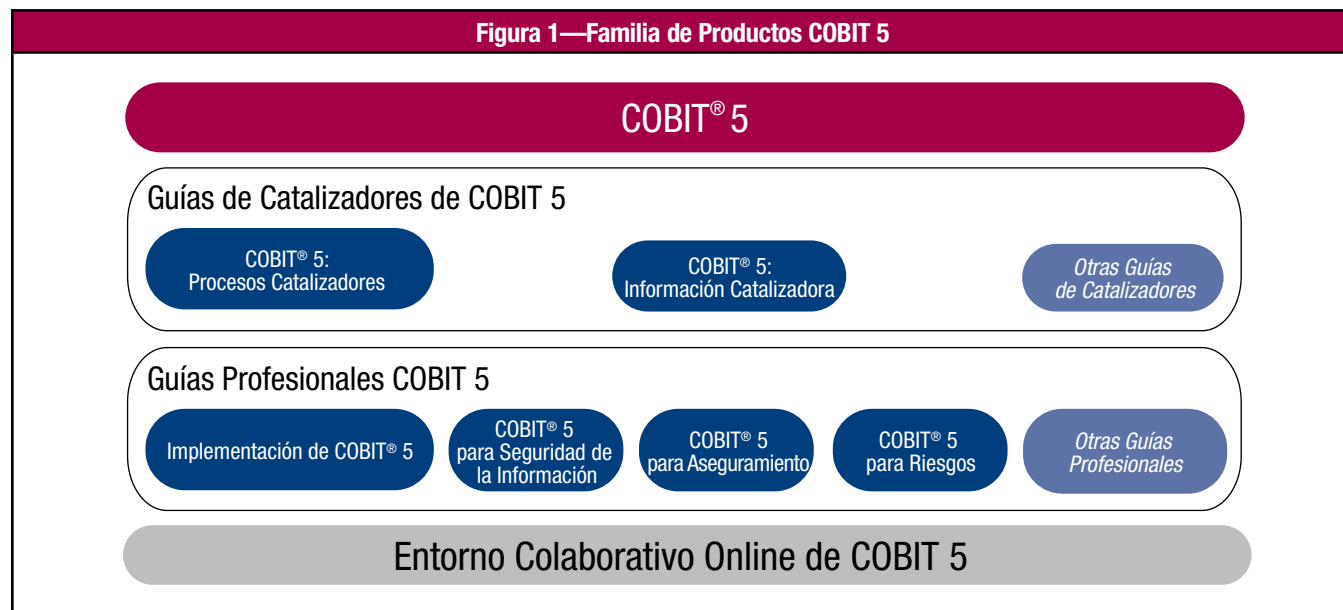 Figura 1—Familia de Productos COBIT 5
COBIT® 5
Guías de Catalizadores de COBIT 5
COBIT® 5:
Procesos Catalizadores
COBIT® 5:
Información Catalizadora
Otras Guías
de Catalizadores
Guías Profesionales COBIT 5
Implementación de COBIT® 5
COBIT® 5
para Seguridad de
la Información
COBIT® 5
para Aseguramiento
COBIT® 5
para Riesgos
Otras Guías
Profesionales
Entorno Colaborativo Online de COBIT 5